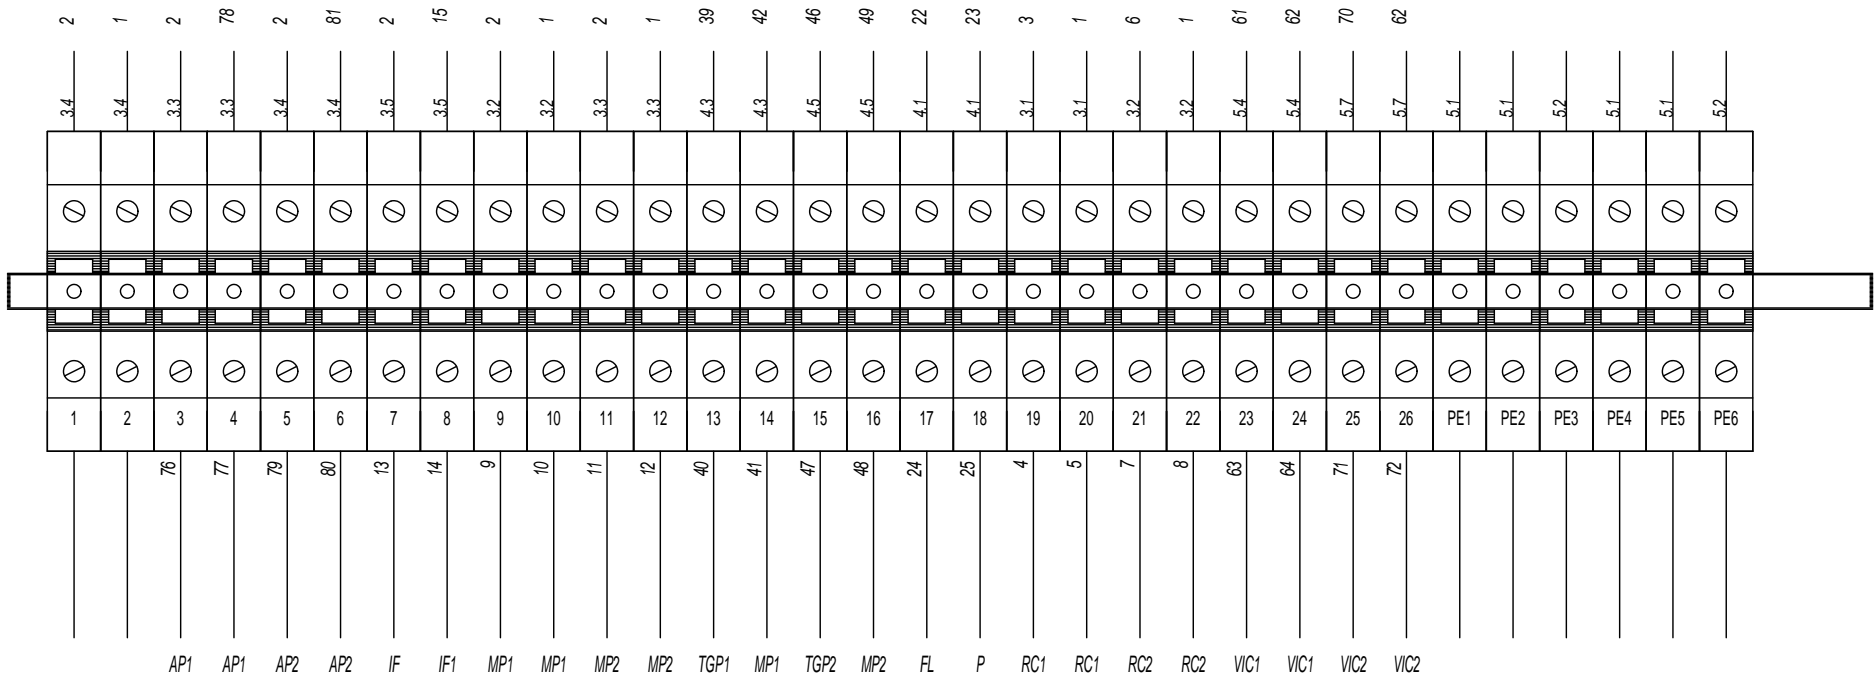 2 1 2 78 2 81 2 15 2 1 2 1 39 42 46 49 22 23 3 1 6 1 61 62 70 62
3.4 3.4 3.3 3.3 3.4 3.4 3.5 3.5 3.2 3.2 3.3 3.3 4.3 4.3 4.5 4.5 4.1 4.1 3.1 3.1 3.2 3.2 5.4 5.4 5.7 5.7 5.1 5.1 5.2 5.1 5.1 5.2
1 2 3 4 5 6 7 8 9 10 11 12 13 14 15 16 17 18 19 20 21 22 23 24 25 26 PE1 PE2 PE3 PE4 PE5 PE6
76 77 79 80 13 14 9 10 11 12 40 41 47 48 24 25 4 5 7 8 63 64 71 72
AP1 AP1 AP2 AP2 IF IF1 MP1 MP1 MP2 MP2 TGP1 MP1 TGP2 MP2 FL P RC1 RC1 RC2 RC2 VIC1 VIC1 VIC2 VIC2